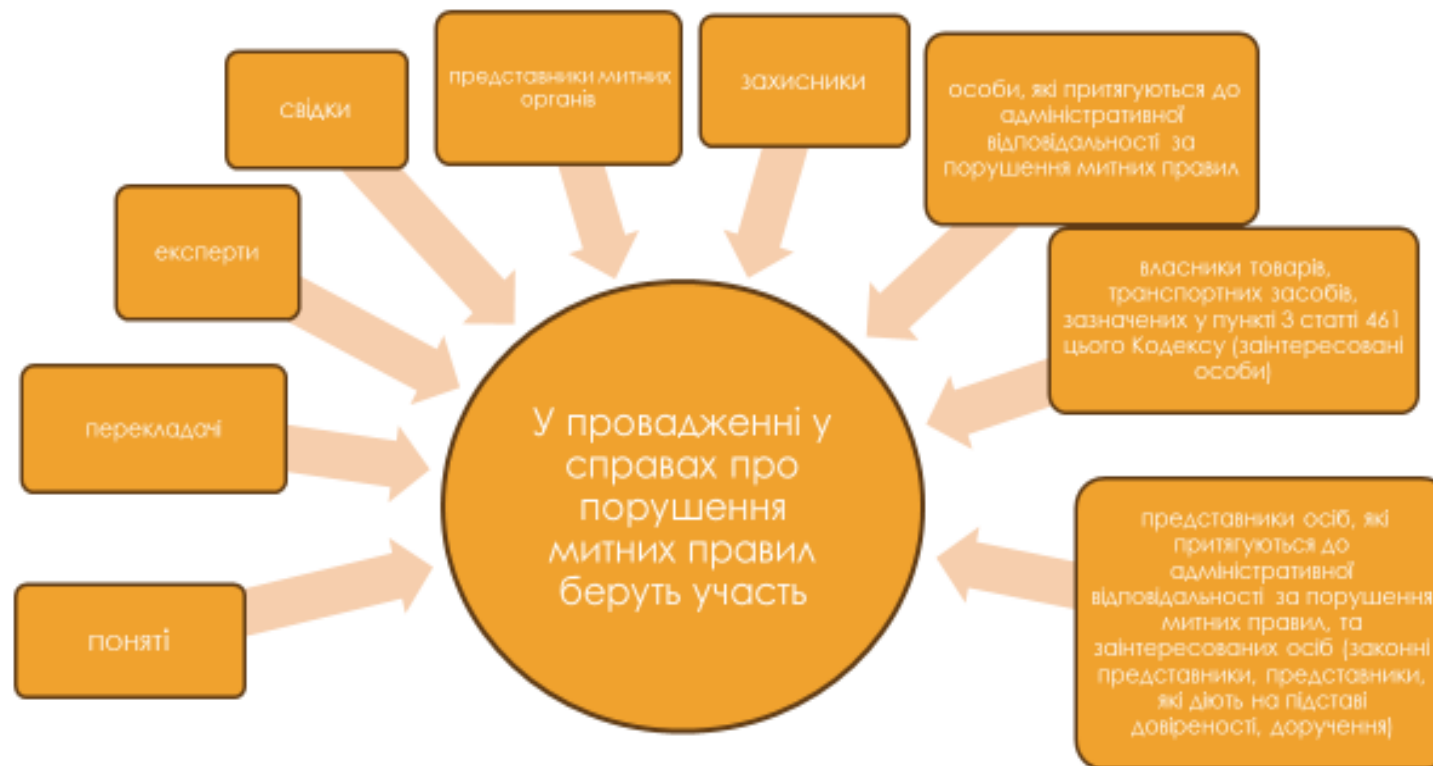 представники митних
органів
захисники
свідки
особи, які притягуються до
адміністративної
відповідальності за
порушення митних правил
експерти
власники товарів,
транспортних засобів,
зазначених у пункті 3 статті 461
цього Кодексу (заінтересовані
особи)
перекладачі
У провадженні у
справах про
порушення
митних правил
беруть участь
поняті
представники осіб, які
притягуються до
адміністративної
відповідальності за порушення
митних правил, та
заінтересованих осіб (законні
представники, представники,
які діють на підставі
довіреності, доручення)